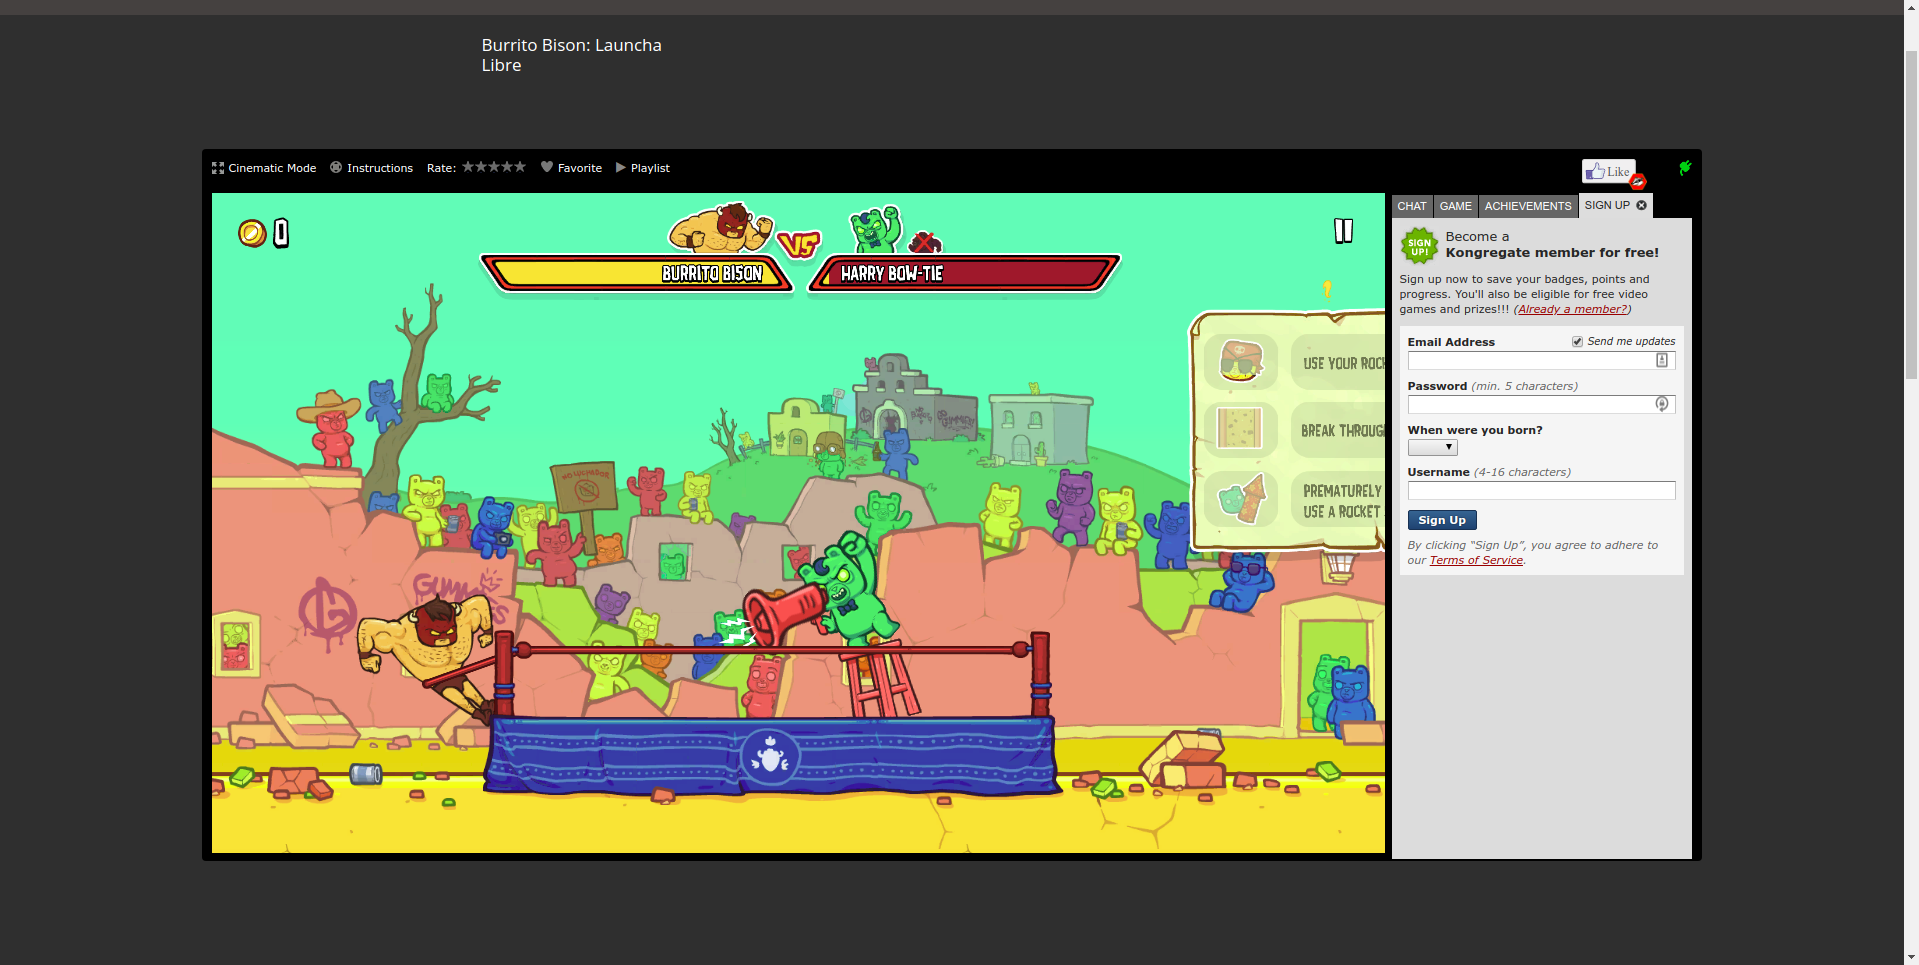 Burrito Bison: Launcha
Libre
Cinematic Mode
Instructions
Rate:
Favorite
Playlist
Like
0
VS
BURRITO BISON
HARRY BOW-TIE
USE YOUR ROCK
BREAK THROUG
PREMATURELY
USE A ROCKET
NO LUCHADOR
CHAT
GAME
ACHIEVEMENTS
SIGN UP
SIGN
UP!
Become a
Kongregate member for free!
Sign up now to save your badges, points and
progress. You'll also be eligible for free video
games and prizes!!! (Already a member?)
Email Address
Send me updates
Password (min. 5 characters)
When were you born?
Username (4-16 characters)
Sign Up
By clicking “Sign Up”, you agree to adhere to
our Terms of Service.